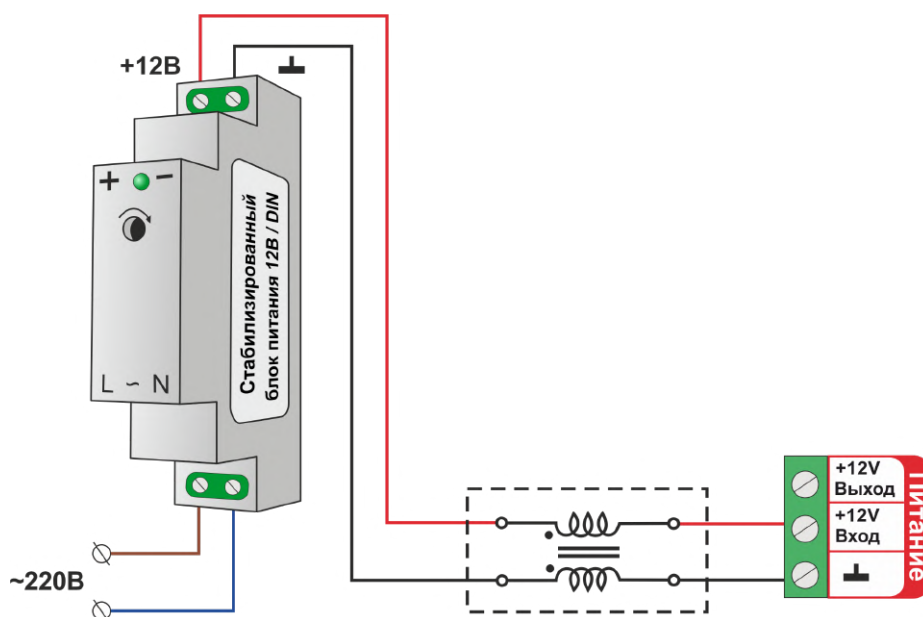 +12В
+ -
Стабилизированный
блок питания 12В / DIN
L ~ N
~220В
+12V
Выход
+12V
Вход
Питание